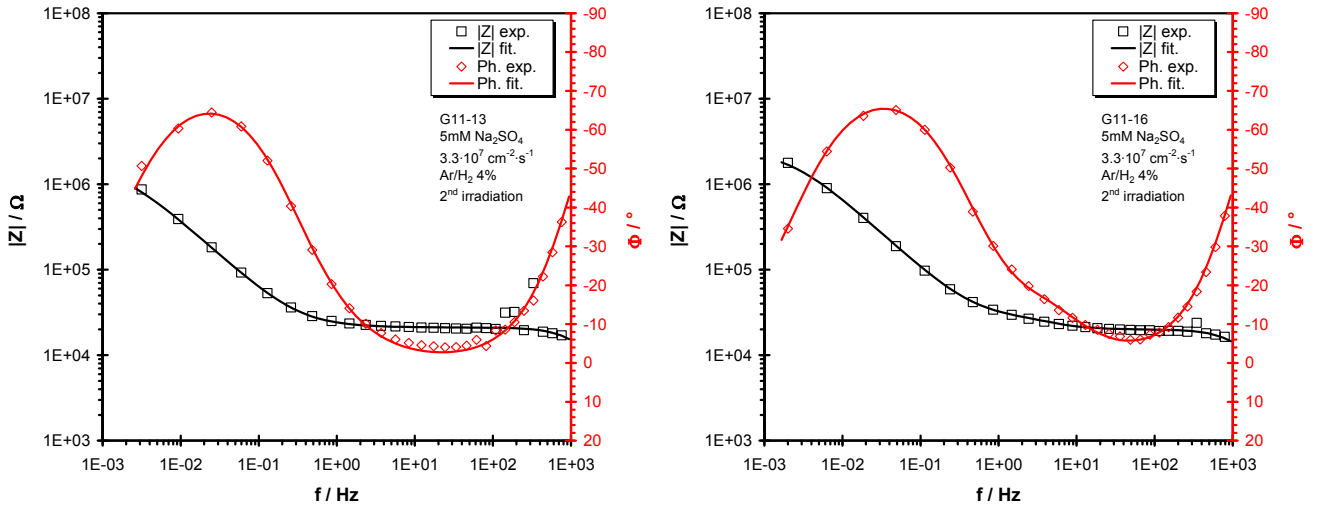 1E+08
1E+07
1E+06
1E+05
1E+04
1E+03
|Z| / Ω
1E-03 1E-02 1E-01 1E+00 1E+01 1E+02 1E+03
f / Hz
-90
-80
-70
-60
-50
-40
-30
-20
-10
0
10
20
Φ / °
|Z| exp.
|Z| fit.
Ph. exp.
Ph. fit.
G11-13
5mM Na₂SO₄
3.3·10⁷ cm⁻²·s⁻¹
Ar/H₂ 4%
2ⁿᵈ irradiation
1E+08
1E+07
1E+06
1E+05
1E+04
1E+03
|Z| / Ω
1E-03 1E-02 1E-01 1E+00 1E+01 1E+02 1E+03
f / Hz
-90
-80
-70
-60
-50
-40
-30
-20
-10
0
10
20
Φ / °
|Z| exp.
|Z| fit.
Ph. exp.
Ph. fit.
G11-16
5mM Na₂SO₄
3.3·10⁷ cm⁻²·s⁻¹
Ar/H₂ 4%
2ⁿᵈ irradiation